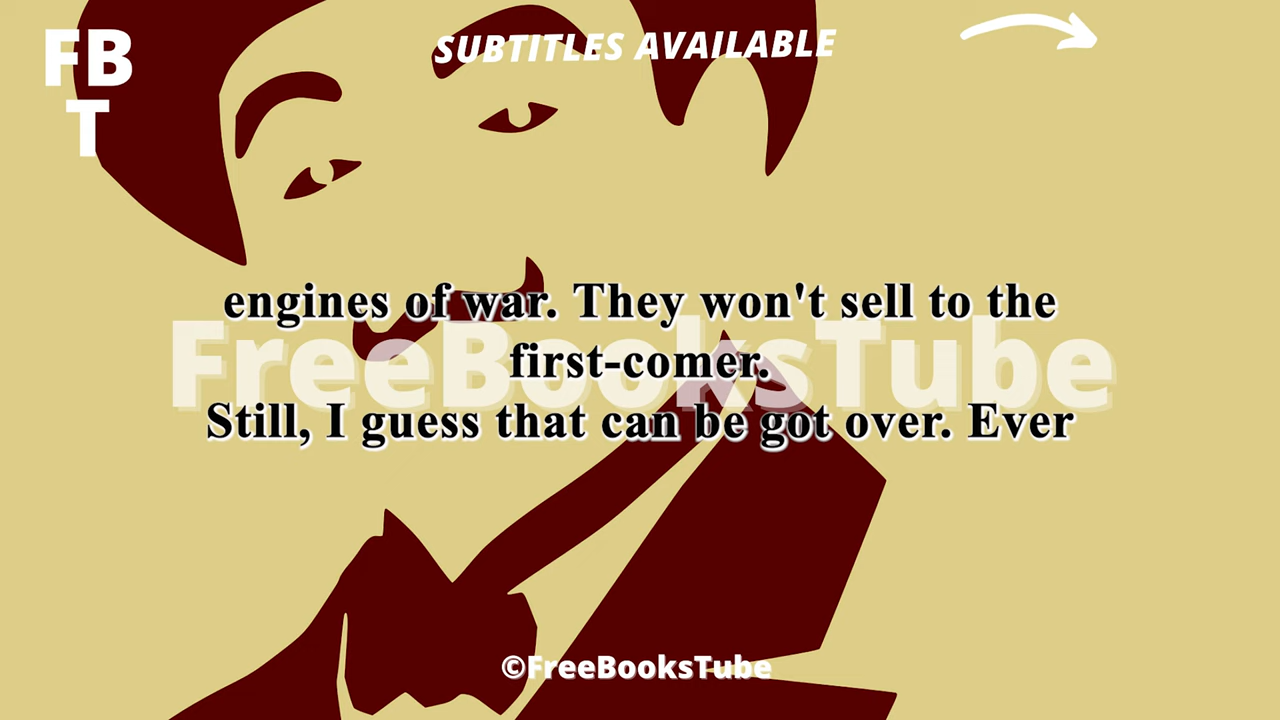 FB
T
SUBTITLES AVAILABLE
engines of war. They won't sell to the
first-comer.
FreeBooksTube
Still, I guess that can be got over. Ever
©FreeBooksTube